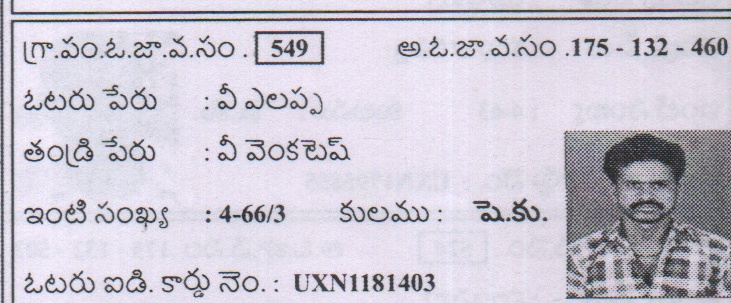 గ్రా.పం.ఓ.జా.వ.సం . 549 అ.ఓ.జా.వ.సం .175 - 132 - 460
ఓటరు పేరు : వీ ఎలపు
తండ్రి పేరు : వీ వెంకటెష్
ఇంటి సంఖ్య : 4-66/3 కులము షె.కు.
ఓటరు ఐడి. కార్డు నెం. : UXN1181403